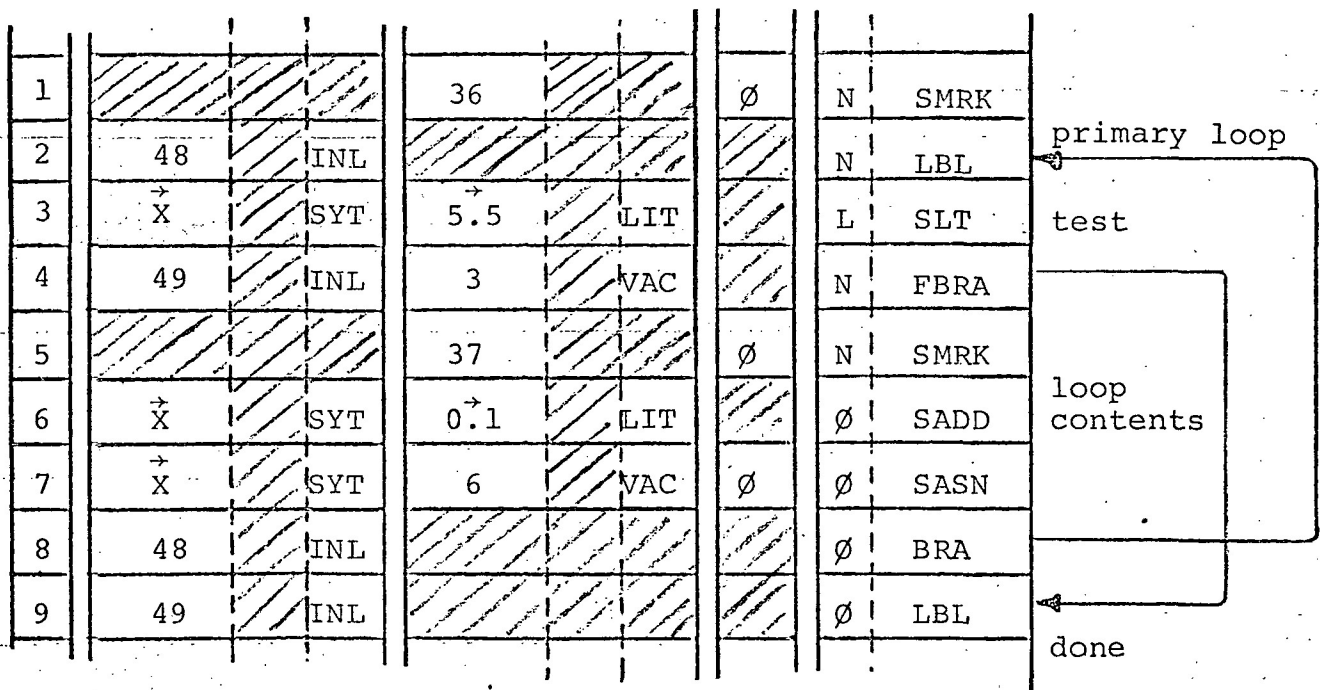 1 36 Ø N SMRK
primary loop
2 48 INL N LBL
3 X⃗ SYT 5.5⃗ LIT L SLT test
4 49 INL 3 VAC N FBRA
5 37 Ø N SMRK
loop
6 X⃗ SYT 0.1⃗ LIT Ø SADD contents
7 X⃗ SYT 6 VAC Ø Ø SASN
8 48 INL Ø BRA
9 49 INL Ø LBL
done